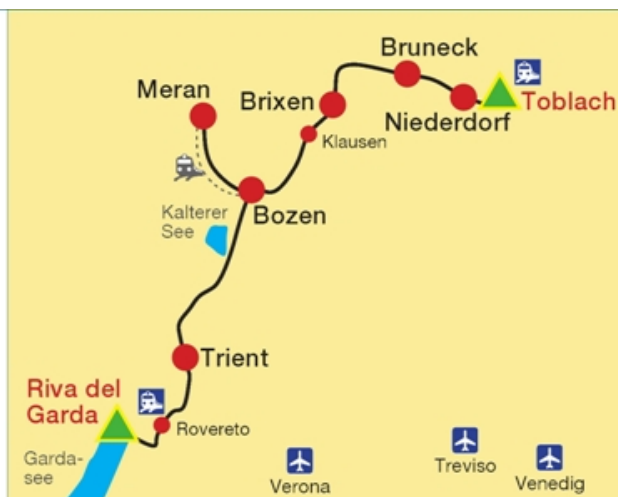 Bruneck
Meran
Brixen
Toblach
Niederdorf
Klausen
Kalterer
See
Bozen
Trient
Riva del
Garda
Rovereto
Garda-
see
Verona
Treviso
Venedig